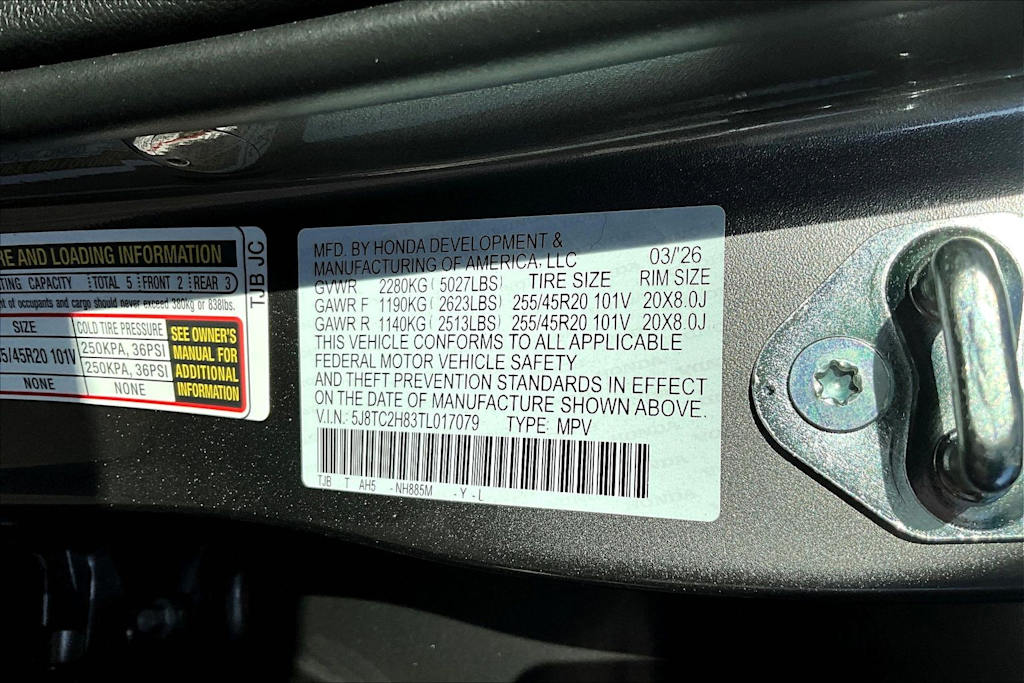 RE AND LOADING INFORMATION
TING CAPACITY TOTAL 5 FRONT 2 REAR 3
ht of occupants and cargo should never exceed 380kg or 838lbs.
SIZE COLD TIRE PRESSURE
5/45R20 101V 250KPA, 36PSI
250KPA, 36PSI
NONE NONE
SEE OWNER'S
MANUAL FOR
ADDITIONAL
INFORMATION
TJB JC
MFD. BY HONDA DEVELOPMENT &
MANUFACTURING OF AMERICA, LLC 03/'26
GVWR 2280KG( 5027LBS) TIRE SIZE RIM SIZE
GAWR F 1190KG( 2623LBS) 255/45R20 101V 20X8.0J
GAWR R 1140KG( 2513LBS) 255/45R20 101V 20X8.0J
THIS VEHICLE CONFORMS TO ALL APPLICABLE
FEDERAL MOTOR VEHICLE SAFETY
AND THEFT PREVENTION STANDARDS IN EFFECT
ON THE DATE OF MANUFACTURE SHOWN ABOVE.
V.I.N.: 5J8TC2H83TL017079 TYPE: MPV
TJB T AH5 - NH885M - Y - L